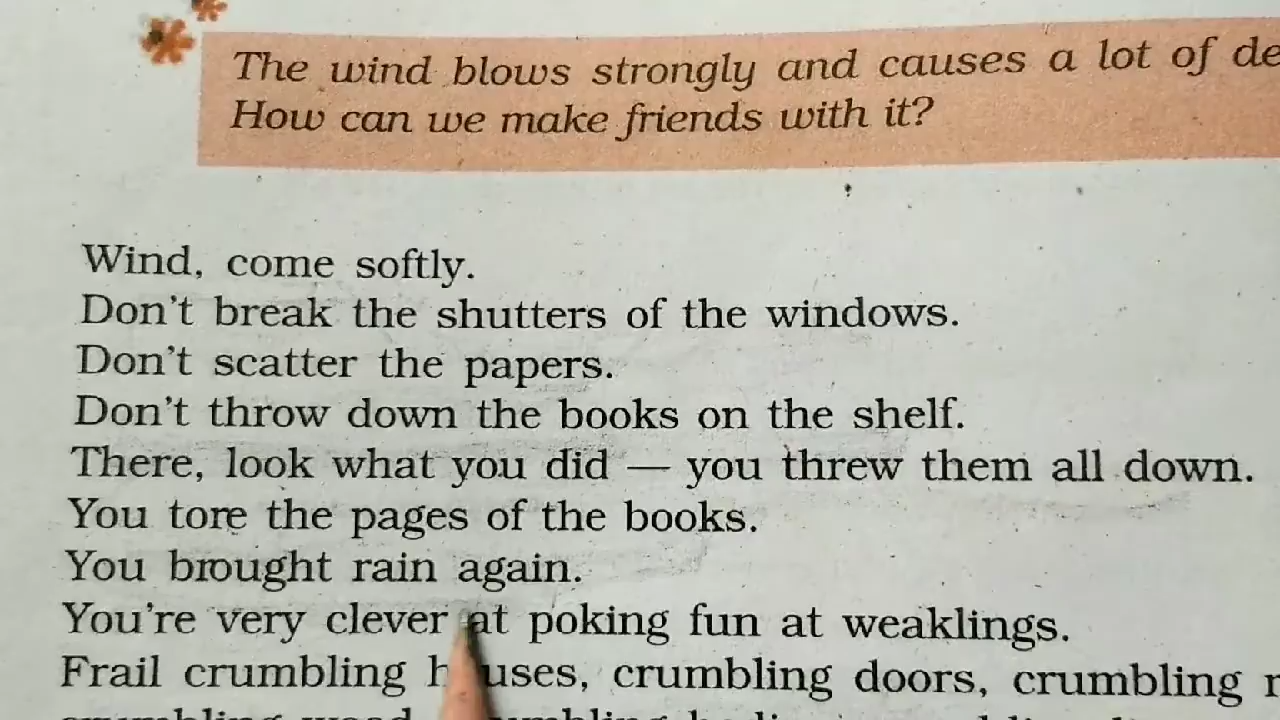 The wind blows strongly and causes a lot of de
How can we make friends with it?
Wind, come softly.
Don't break the shutters of the windows.
Don't scatter the papers.
Don't throw down the books on the shelf.
There, look what you did — you threw them all down.
You tore the pages of the books.
You brought rain again.
You're very clever at poking fun at weaklings.
Frail crumbling houses, crumbling doors, crumbling r